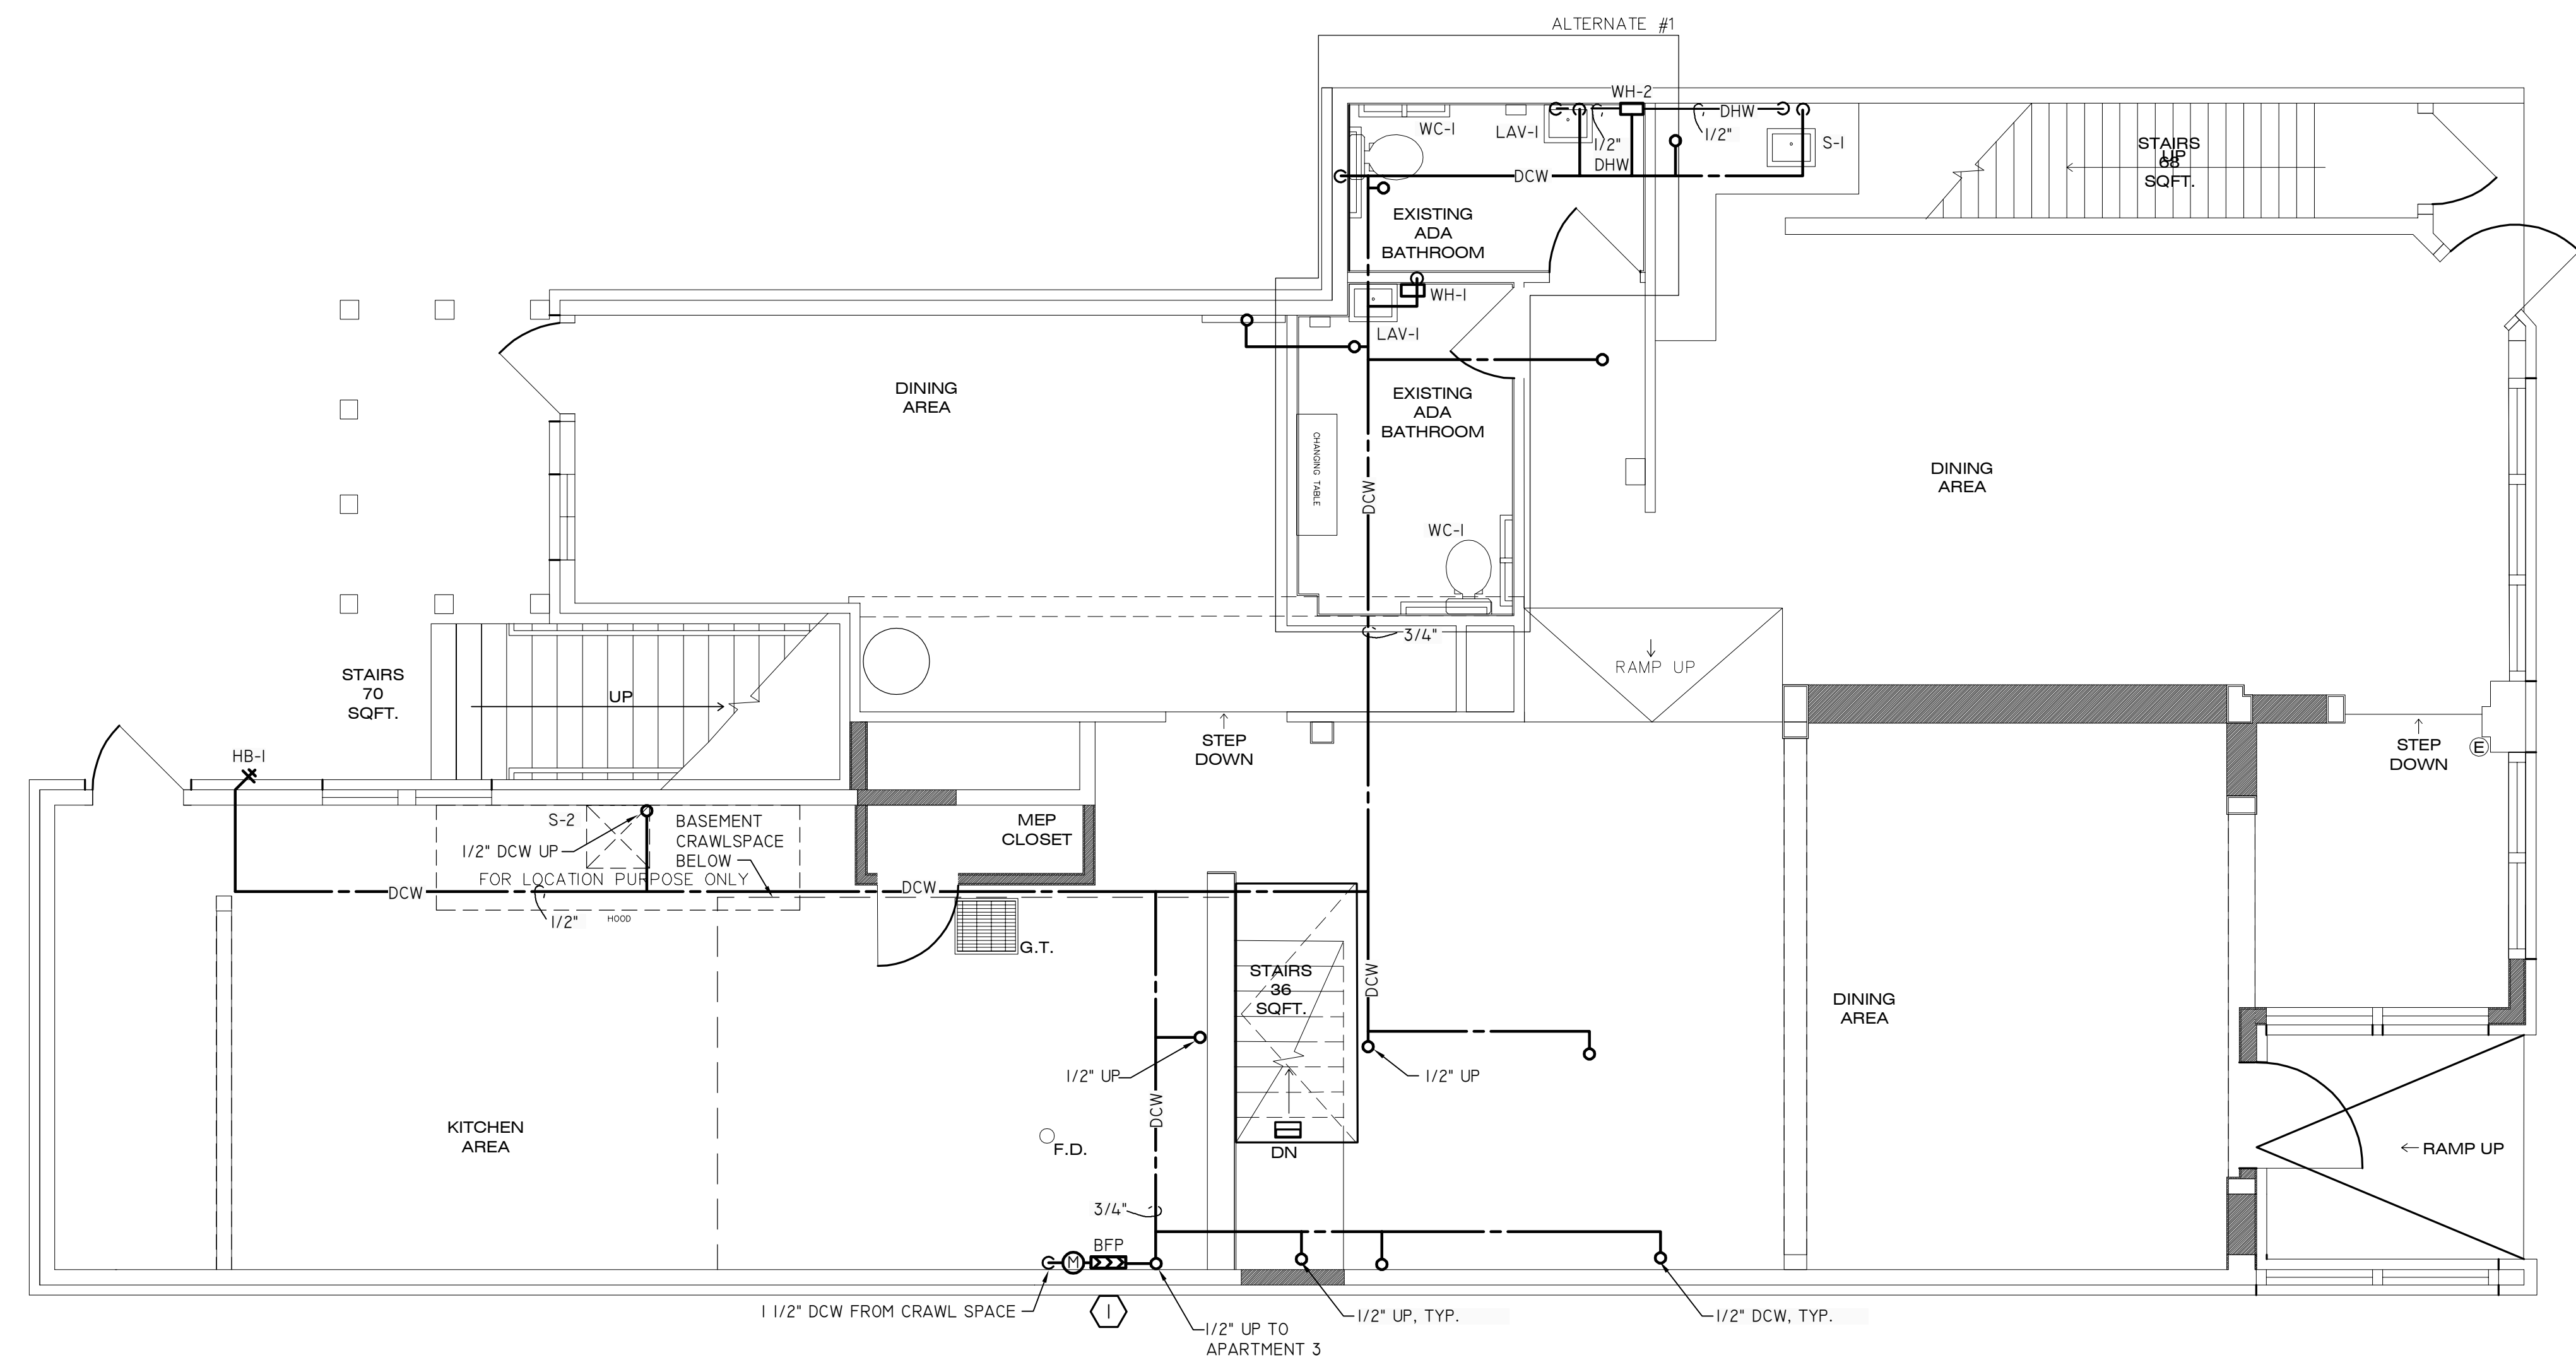 ALTERNATE #1
WH-2
WC-1
LAV-1
1/2"
DHW
DHW
1/2"
S-1
DCW
STAIRS
UP
68
SQFT.
EXISTING
ADA
BATHROOM
WH-1
LAV-1
DINING
AREA
EXISTING
ADA
BATHROOM
CHANGING TABLE
DCW
WC-1
DINING
AREA
3/4"
RAMP UP
STAIRS
70
SQFT.
UP
STEP
DOWN
STEP
DOWN
E
HB-1
S-2
1/2" DCW UP
BASEMENT
CRAWLSPACE
BELOW
FOR LOCATION PURPOSE ONLY
MEP
CLOSET
DCW
DCW
1/2"
HOOD
G.T.
STAIRS
36
SQFT.
DCW
DINING
AREA
1/2" UP
1/2" UP
DCW
KITCHEN
AREA
F.D.
DN
RAMP UP
3/4"
BFP
M
1 1/2" DCW FROM CRAWL SPACE
1
1/2" UP TO
APARTMENT 3
1/2" UP, TYP.
1/2" DCW, TYP.